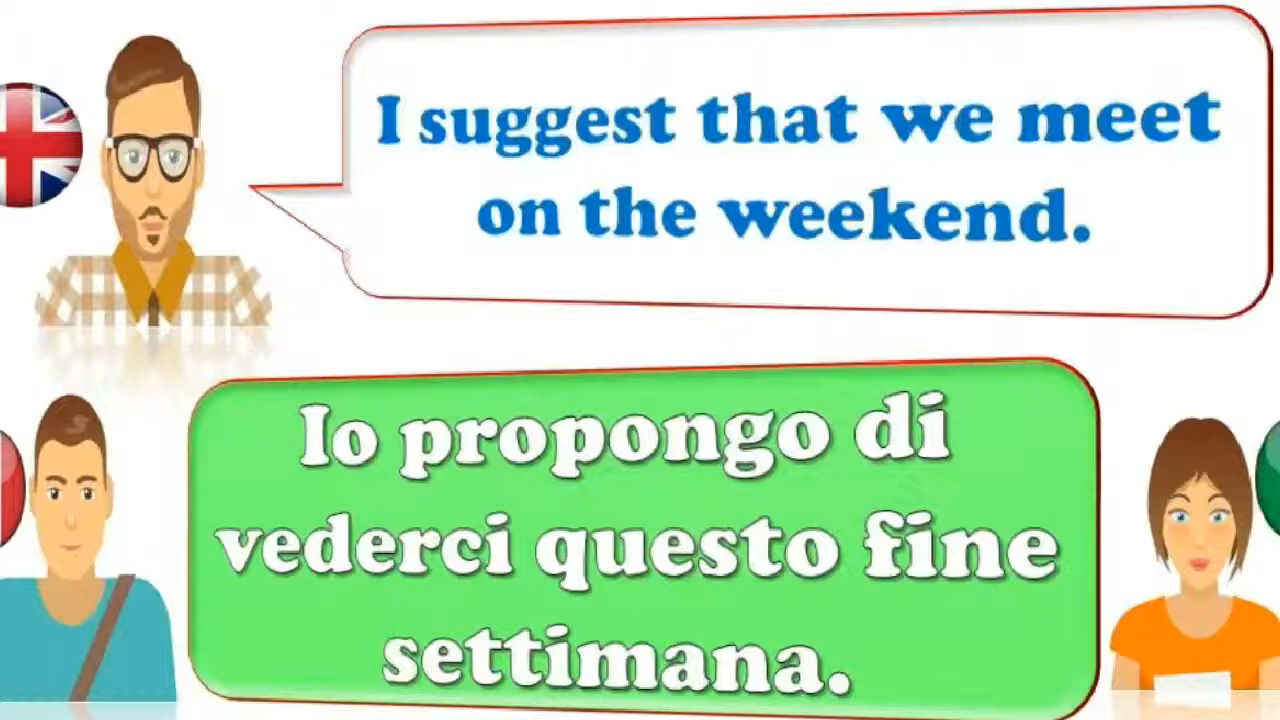 I suggest that we meet
on the weekend.
Io propongo di
vederci questo fine
settimana.